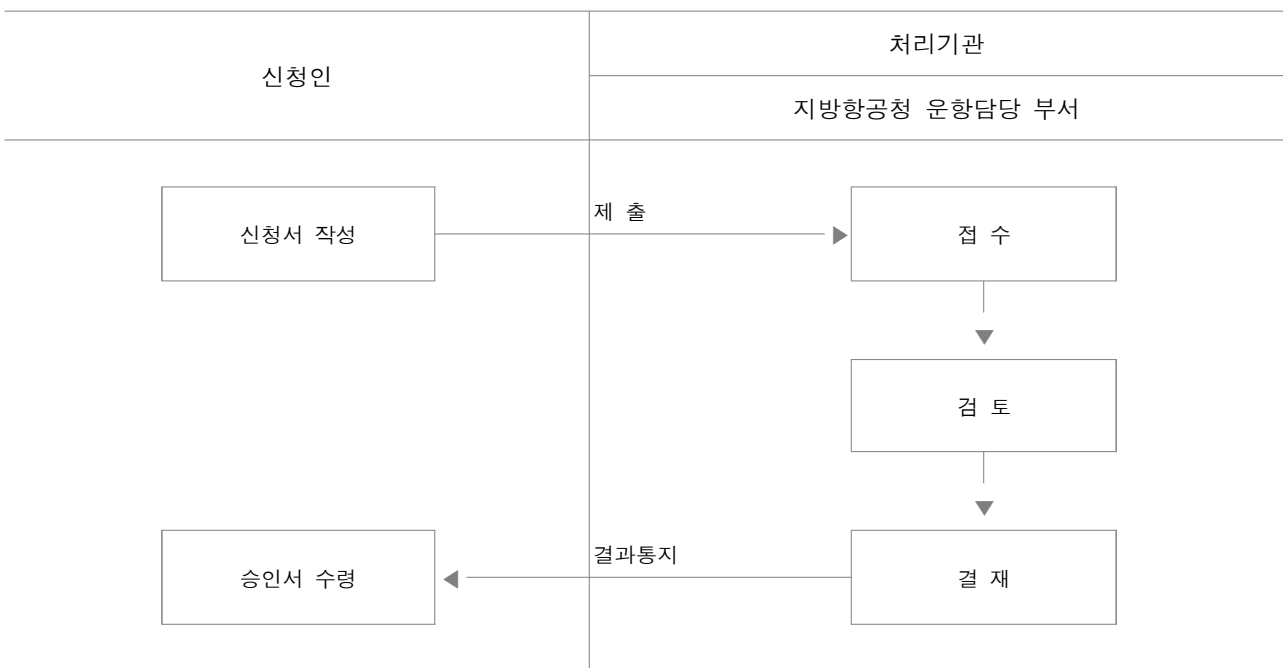 신청인
처리기관
지방항공청 운항담당 부서
신청서 작성
제 출
접 수
검 토
결 재
결과통지
승인서 수령